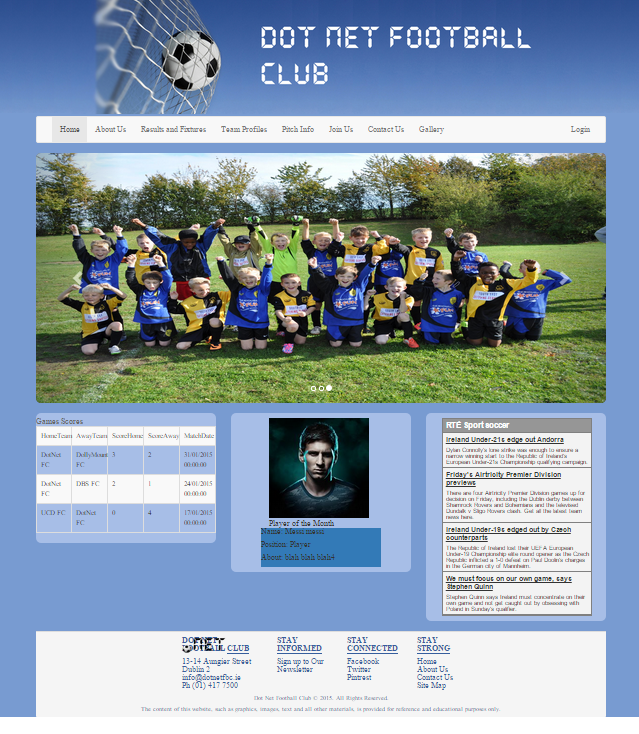 DOT NET FOOTBALL
CLUB
Home About Us Results and Fixtures Team Profiles Pitch Info Join Us Contact Us Gallery Login
Games Scores
HomeTeam AwayTeam ScoreHome ScoreAway MatchDate
DotNet FC DollyMount FC 3 2 31/01/2015 00:00:00
DotNet FC DBS FC 2 1 24/01/2015 00:00:00
UCD FC DotNet FC 0 4 17/01/2015 00:00:00
Player of the Month
Name: Messi messi
Position: Player
About: blah blah blah4
RTÉ Sport soccer
Ireland Under-21s edge out Andorra
Dylan Connolly's lone strike was enough to ensure a
narrow winning start to the Republic of Ireland's
European Under-21s Championship qualifying campaign.
Friday's Airtricity Premier Division
previews
There are four Airtricity Premier Division games up for
decision on Friday, including the Dublin derby between
Shamrock Rovers and Bohemians and the televised
Dundalk v Sligo Rovers clash. Get all the latest team
news here.
Ireland Under-19s edged out by Czech
counterparts
The Republic of Ireland lost their UEFA European
Under-19 Championship elite round opener as the Czech
Republic inflicted a 1-0 defeat on Paul Doolin's charges
in the German city of Mannheim.
We must focus on our own game, says
Stephen Quinn
Stephen Quinn says Ireland must concentrate on their
own game and not get caught out by obsessing with
Poland in Sunday's qualifier.
DOTNET
FOOTBALL CLUB
13-14 Aungier Street
Dublin 2
info@dotnetfbc.ie
Ph (01) 417 7500
STAY
INFORMED
Sign up to Our
Newsletter
STAY
CONNECTED
Facebook
Twitter
Pintrest
STAY
STRONG
Home
About Us
Contact Us
Site Map
Dot Net Football Club © 2015. All Rights Reserved.
The content of this website, such as graphics, images, text and all other materials, is provided for reference and educational purposes only.